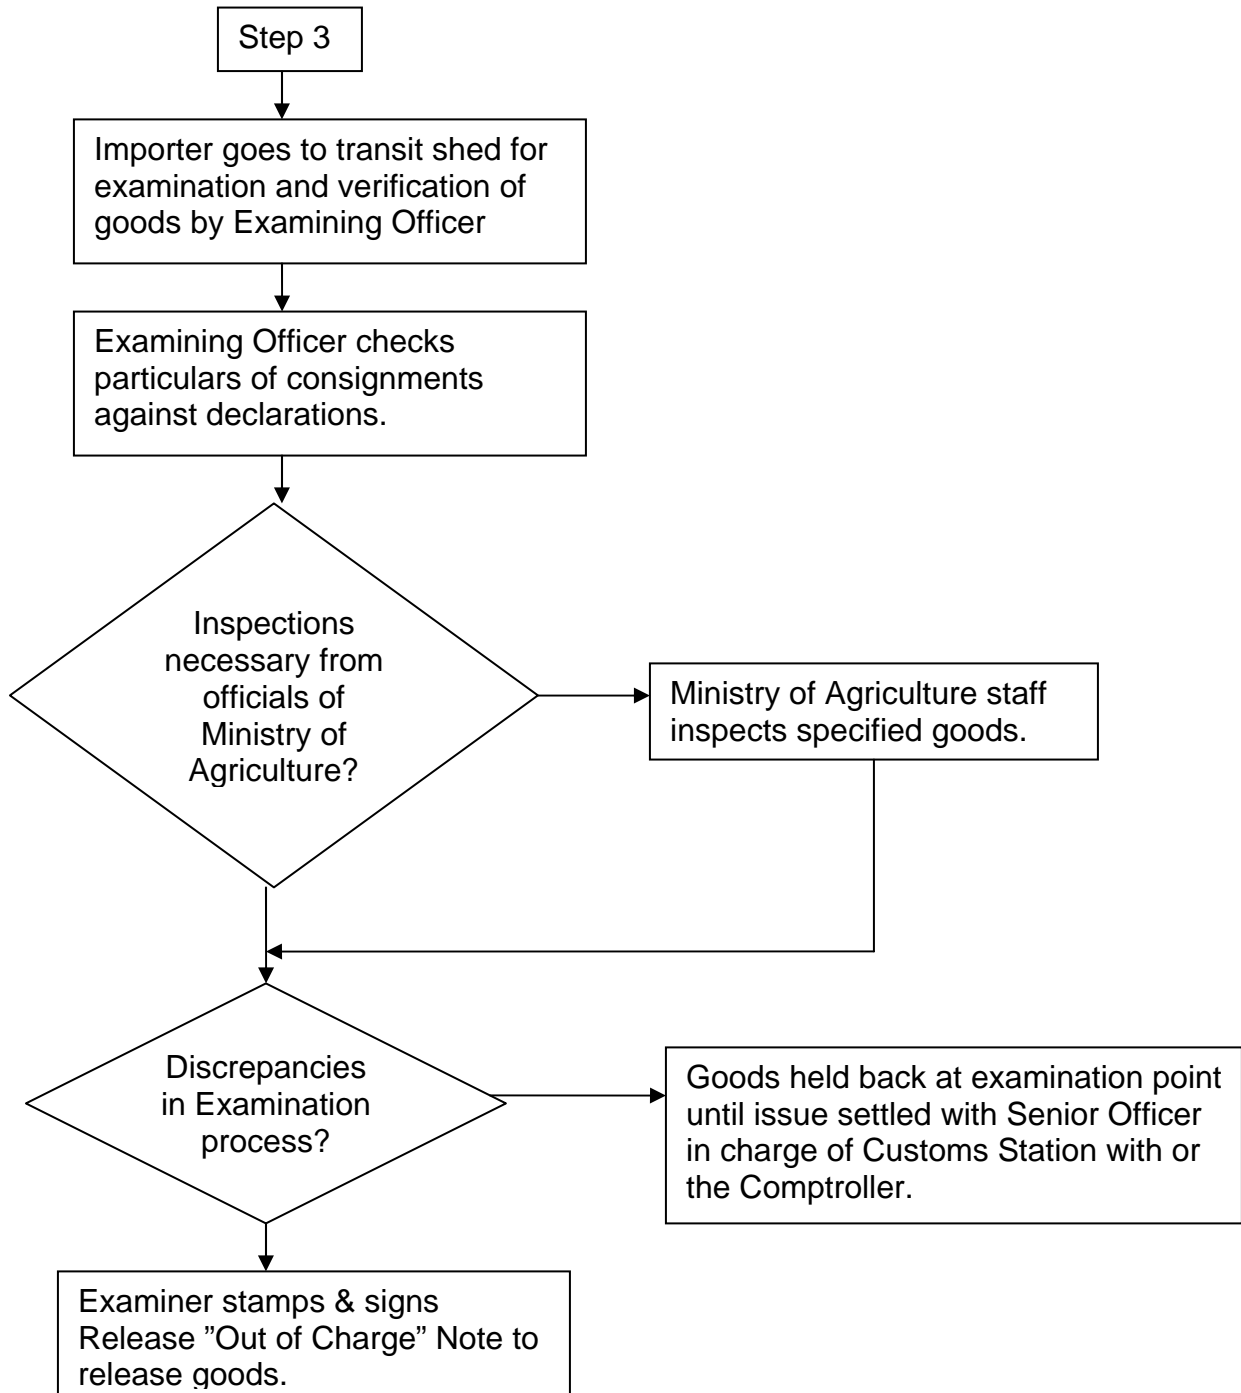 Step 3
Importer goes to transit shed for
examination and verification of
goods by Examining Officer
Examining Officer checks
particulars of consignments
against declarations.
Inspections
necessary from
officials of
Ministry of
Agriculture?
Ministry of Agriculture staff
inspects specified goods.
Discrepancies
in Examination
process?
Goods held back at examination point
until issue settled with Senior Officer
in charge of Customs Station with or
the Comptroller.
Examiner stamps & signs
Release ”Out of Charge” Note to
release goods.